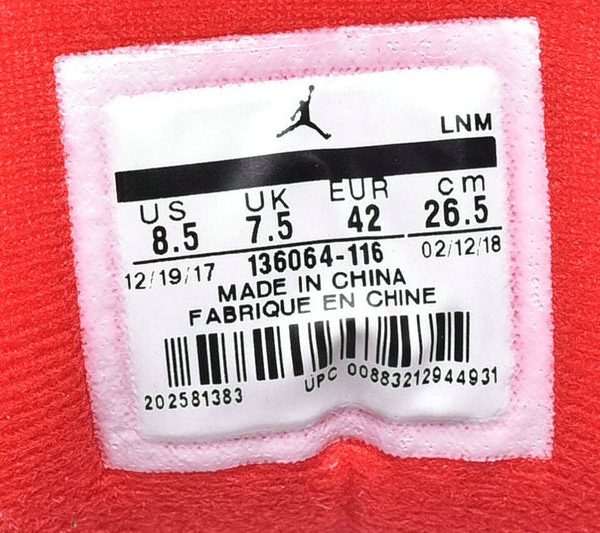 LNM
US UK EUR cm
8.5 7.5 42 26.5
12/19/17 136064-116 02/12/18
MADE IN CHINA
FABRIQUE EN CHINE
202581383 UPC 00883212944931